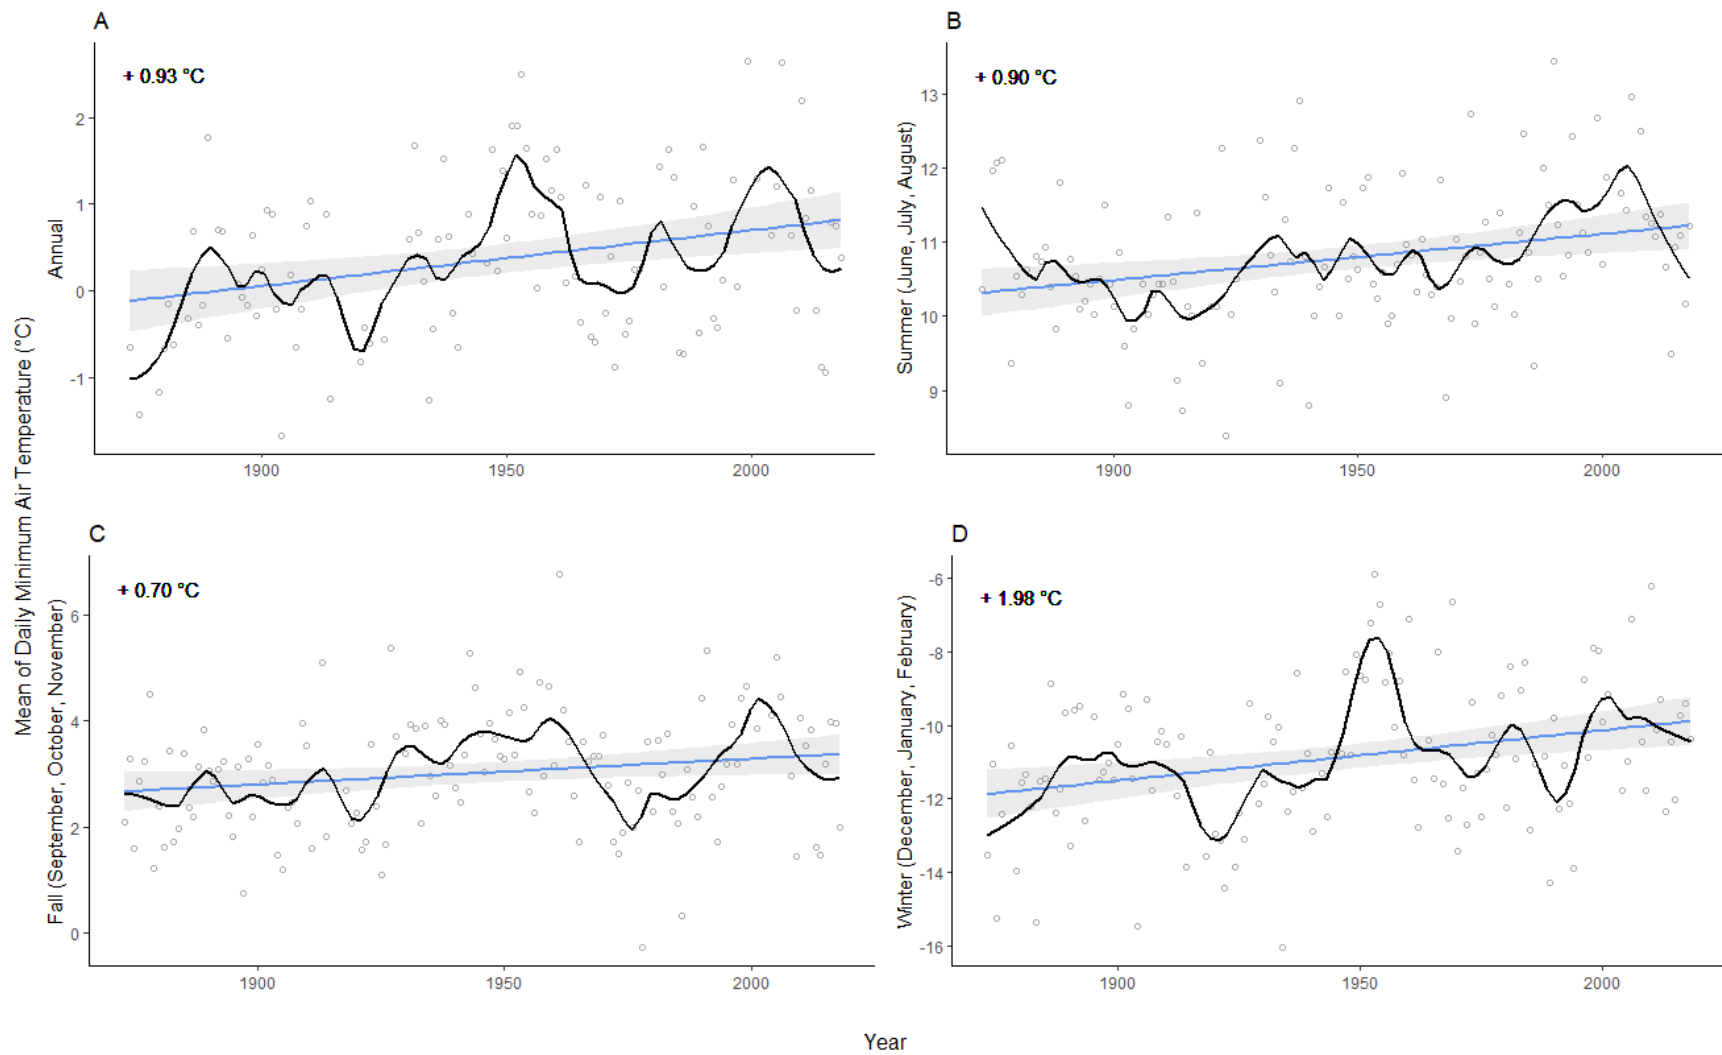 Mean of Daily Minimum Air Temperature (°C)
A
+ 0.93 °C
Annual
2
1
0
-1
1900
1950
2000
B
+ 0.90 °C
Summer (June, July, August)
13
12
11
10
9
1900
1950
2000
C
+ 0.70 °C
Fall (September, October, November)
6
4
2
0
1900
1950
2000
D
+ 1.98 °C
Winter (December, January, February)
-6
-8
-10
-12
-14
-16
1900
1950
2000
Year